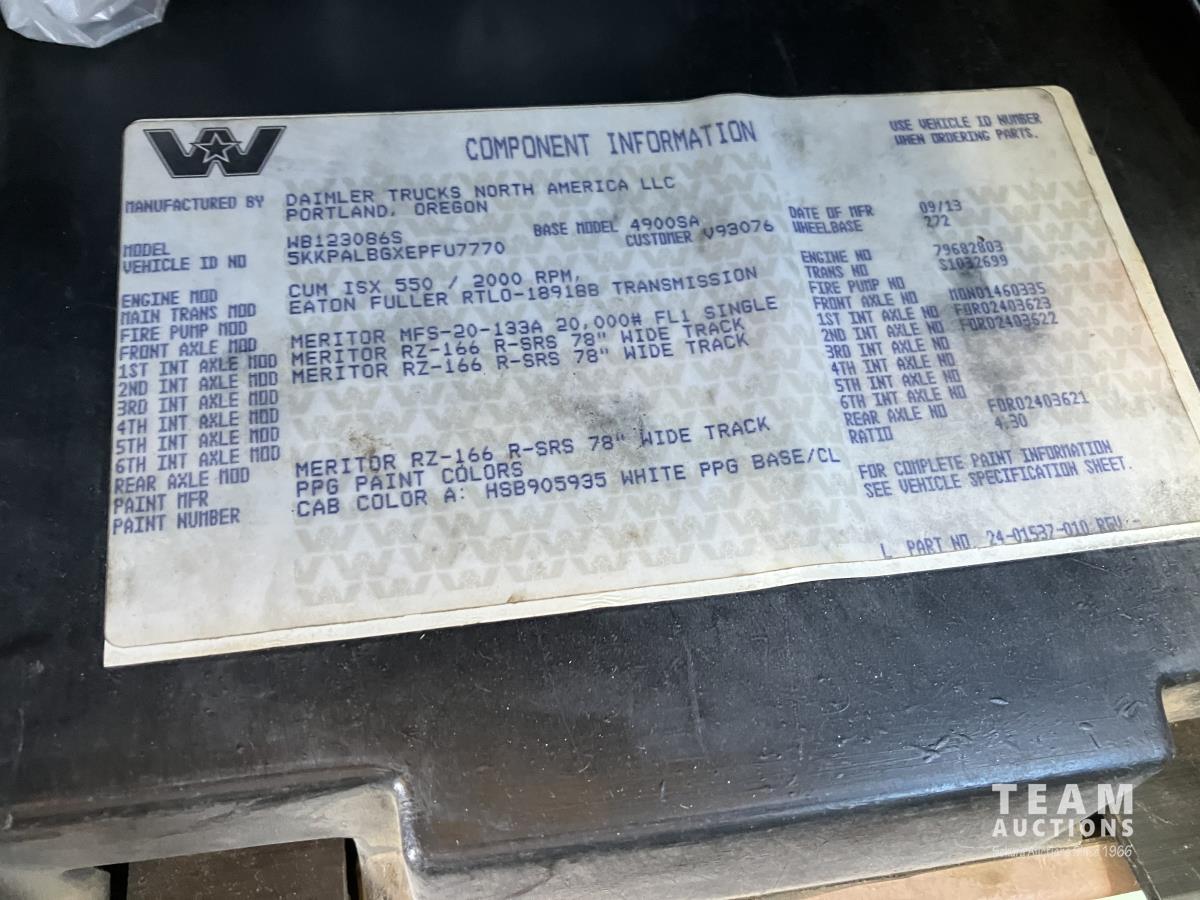 W
COMPONENT INFORMATION
USE VEHICLE ID NUMBER
WHEN ORDERING PARTS.
MANUFACTURED BY DAIMLER TRUCKS NORTH AMERICA LLC
PORTLAND, OREGON
DATE OF MFR 09/13
MODEL WB123086S BASE MODEL 4900SA WHEELBASE 272
VEHICLE ID NO 5KKPALBGXEPFU7770 CUSTOMER V93076
ENGINE MOD CUM ISX 550 / 2000 RPM, ENGINE NO 79682803
MAIN TRANS MOD EATON FULLER RTLO-18918B TRANSMISSION TRANS NO S1032699
FIRE PUMP MOD FIRE PUMP NO
FRONT AXLE MOD MERITOR MFS-20-133A 20,000# FL1 SINGLE FRONT AXLE NO MON01460335
1ST INT AXLE MOD MERITOR RZ-166 R-SRS 78" WIDE TRACK 1ST INT AXLE NO FOR02403623
2ND INT AXLE MOD MERITOR RZ-166 R-SRS 78" WIDE TRACK 2ND INT AXLE NO FOR02403622
3RD INT AXLE MOD 3RD INT AXLE NO
4TH INT AXLE MOD 4TH INT AXLE NO
5TH INT AXLE MOD 5TH INT AXLE NO
6TH INT AXLE MOD 6TH INT AXLE NO
REAR AXLE MOD MERITOR RZ-166 R-SRS 78" WIDE TRACK REAR AXLE NO FOR02403621
PAINT MFR PPG PAINT COLORS RATIO 4.30
PAINT NUMBER CAB COLOR A: HSB905935 WHITE PPG BASE/CL
FOR COMPLETE PAINT INFORMATION
SEE VEHICLE SPECIFICATION SHEET.
L PART NO 24-01537-010 REV -
TEAM
AUCTIONS
Auctions Since 1966